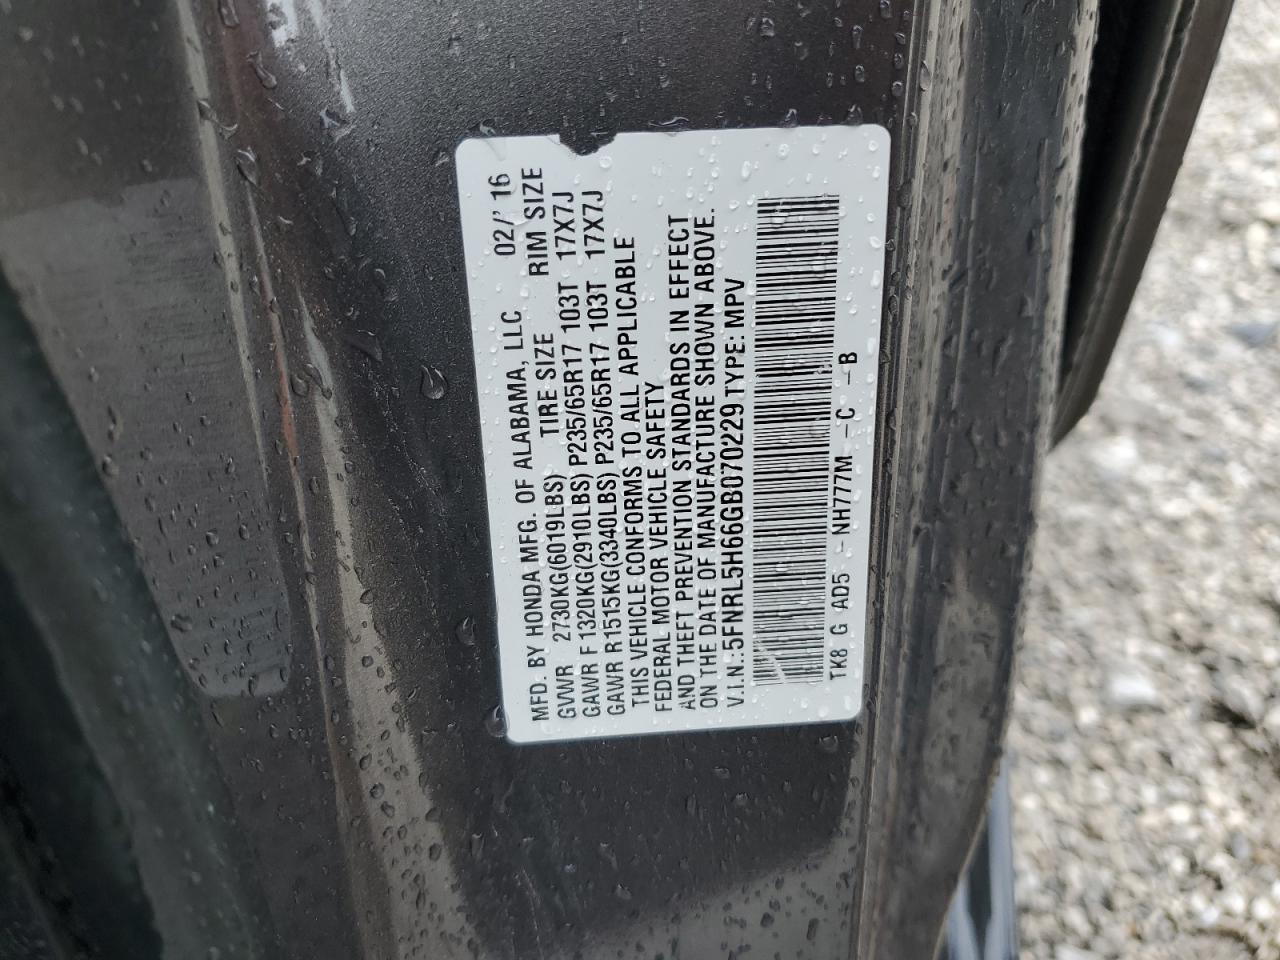 MFD. BY HONDA MFG. OF ALABAMA, LLC 02/' 16
GVWR 2730KG(6019LBS) TIRE SIZE RIM SIZE
GAWR F 1320KG(2910LBS) P235/65R17 103T 17X7J
GAWR R1515KG(3340LBS) P235/65R17 103T 17X7J
THIS VEHICLE CONFORMS TO ALL APPLICABLE
FEDERAL MOTOR VEHICLE SAFETY
AND THEFT PREVENTION STANDARDS IN EFFECT
ON THE DATE OF MANUFACTURE SHOWN ABOVE.
V.I.N.:5FNRL5H66GB070229 TYPE: MPV
TK8 G AD5 -NH777M -C -B